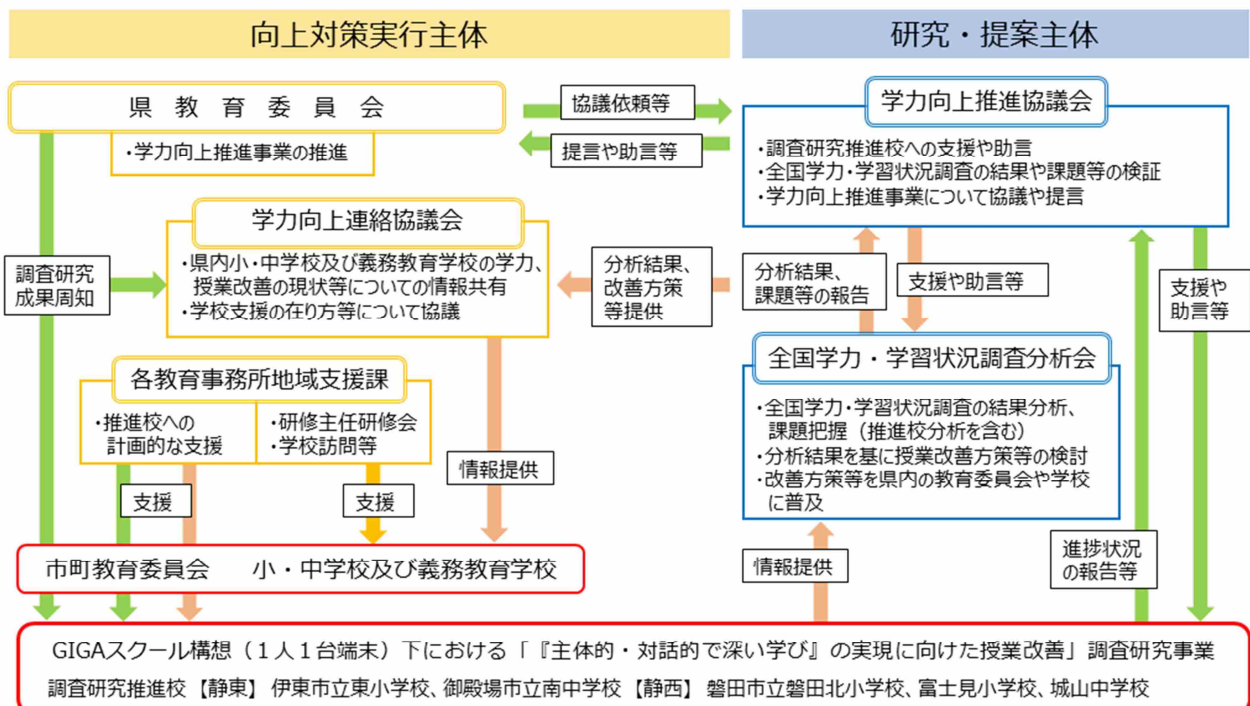 向上対策実行主体
研究・提案主体
県教育委員会
・学力向上推進事業の推進
協議依頼等
提言や助言等
学力向上推進協議会
・調査研究推進校への支援や助言
・全国学力・学習状況調査の結果や課題等の検証
・学力向上推進事業について協議や提言
学力向上連絡協議会
・県内小・中学校及び義務教育学校の学力、
授業改善の現状等についての情報共有
・学校支援の在り方等について協議
調査研究
成果周知
分析結果、
改善方策
等提供
分析結果、
課題等の報告
支援や助言等
支援や
助言等
全国学力・学習状況調査分析会
・全国学力・学習状況調査の結果分析、
課題把握（推進校分析を含む）
・分析結果を基に授業改善方策等の検討
・改善方策等を県内の教育委員会や学校
に普及
各教育事務所地域支援課
・推進校への
計画的な支援
・研修主任研修会
・学校訪問等
支援
支援
情報提供
情報提供
進捗状況
の報告等
市町教育委員会　小・中学校及び義務教育学校
GIGAスクール構想（１人１台端末）下における「『主体的・対話的で深い学び』の実現に向けた授業改善」調査研究事業
調査研究推進校【静東】伊東市立東小学校、御殿場市立南中学校【静西】磐田市立磐田北小学校、富士見小学校、城山中学校